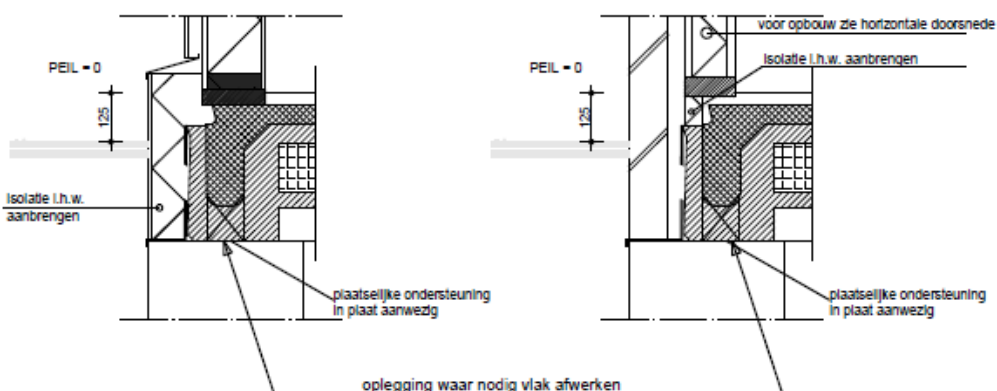 voor opbouw zie horizontale doorsnede
PEIL = 0
PEIL = 0
Isolatie i.h.w. aanbrengen
125
125
Isolatie i.h.w.
aanbrengen
plaatselijke ondersteuning
in plaat aanwezig
plaatselijke ondersteuning
in plaat aanwezig
oplegging waar nodig vlak afwerken